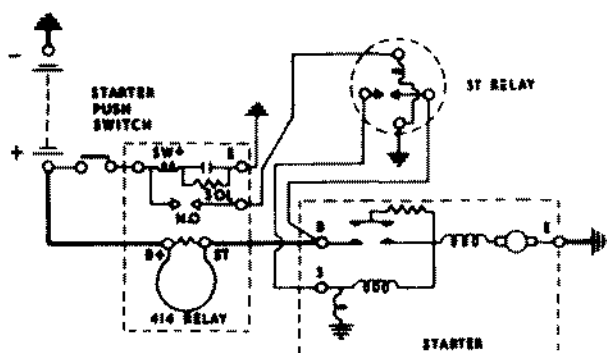 −
STARTER
PUSH
SWITCH
+
SW+
E
SOL
N.O
B+
ST
414 RELAY
ST RELAY
B
E
S
STARTER